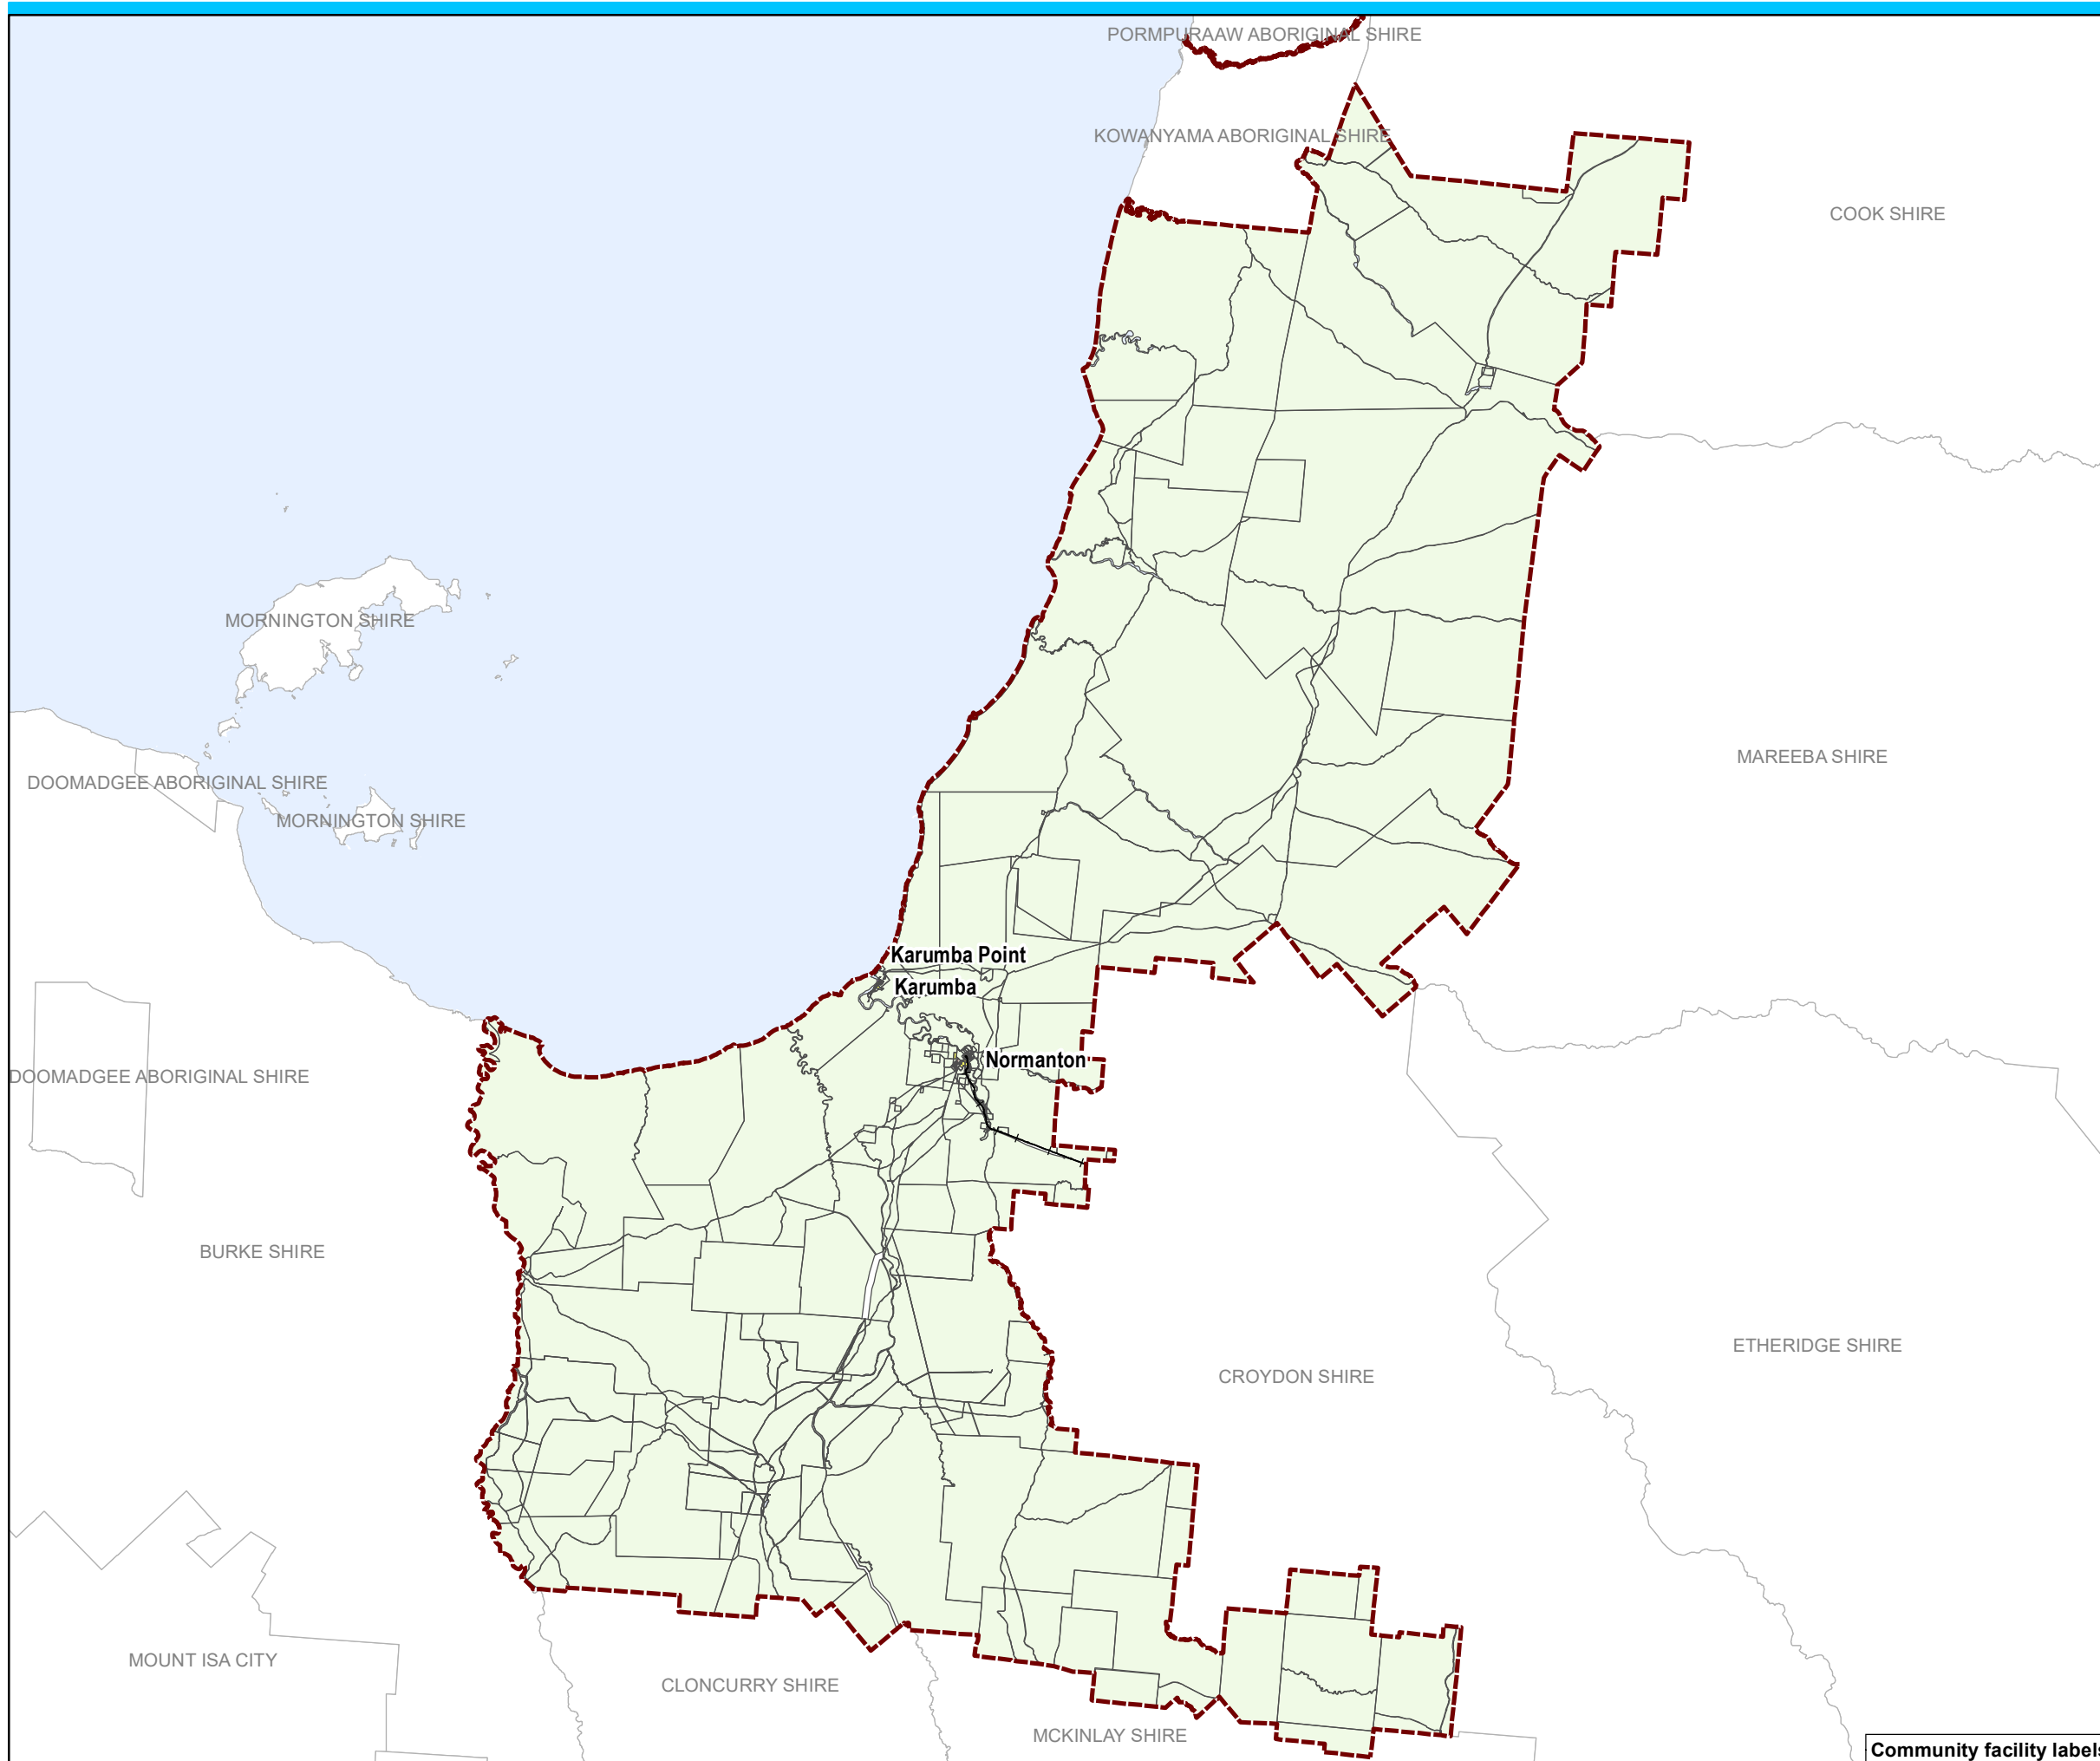 PORMPURAAW ABORIGINAL SHIRE
KOWANYAMA ABORIGINAL SHIRE
COOK SHIRE
MORNINGTON SHIRE
MAREEBA SHIRE
DOOMADGEE ABORIGINAL SHIRE
MORNINGTON SHIRE
Karumba Point
Karumba
Normanton
DOOMADGEE ABORIGINAL SHIRE
BURKE SHIRE
ETHERIDGE SHIRE
CROYDON SHIRE
MOUNT ISA CITY
CLONCURRY SHIRE
MCKINLAY SHIRE
Community facility labels